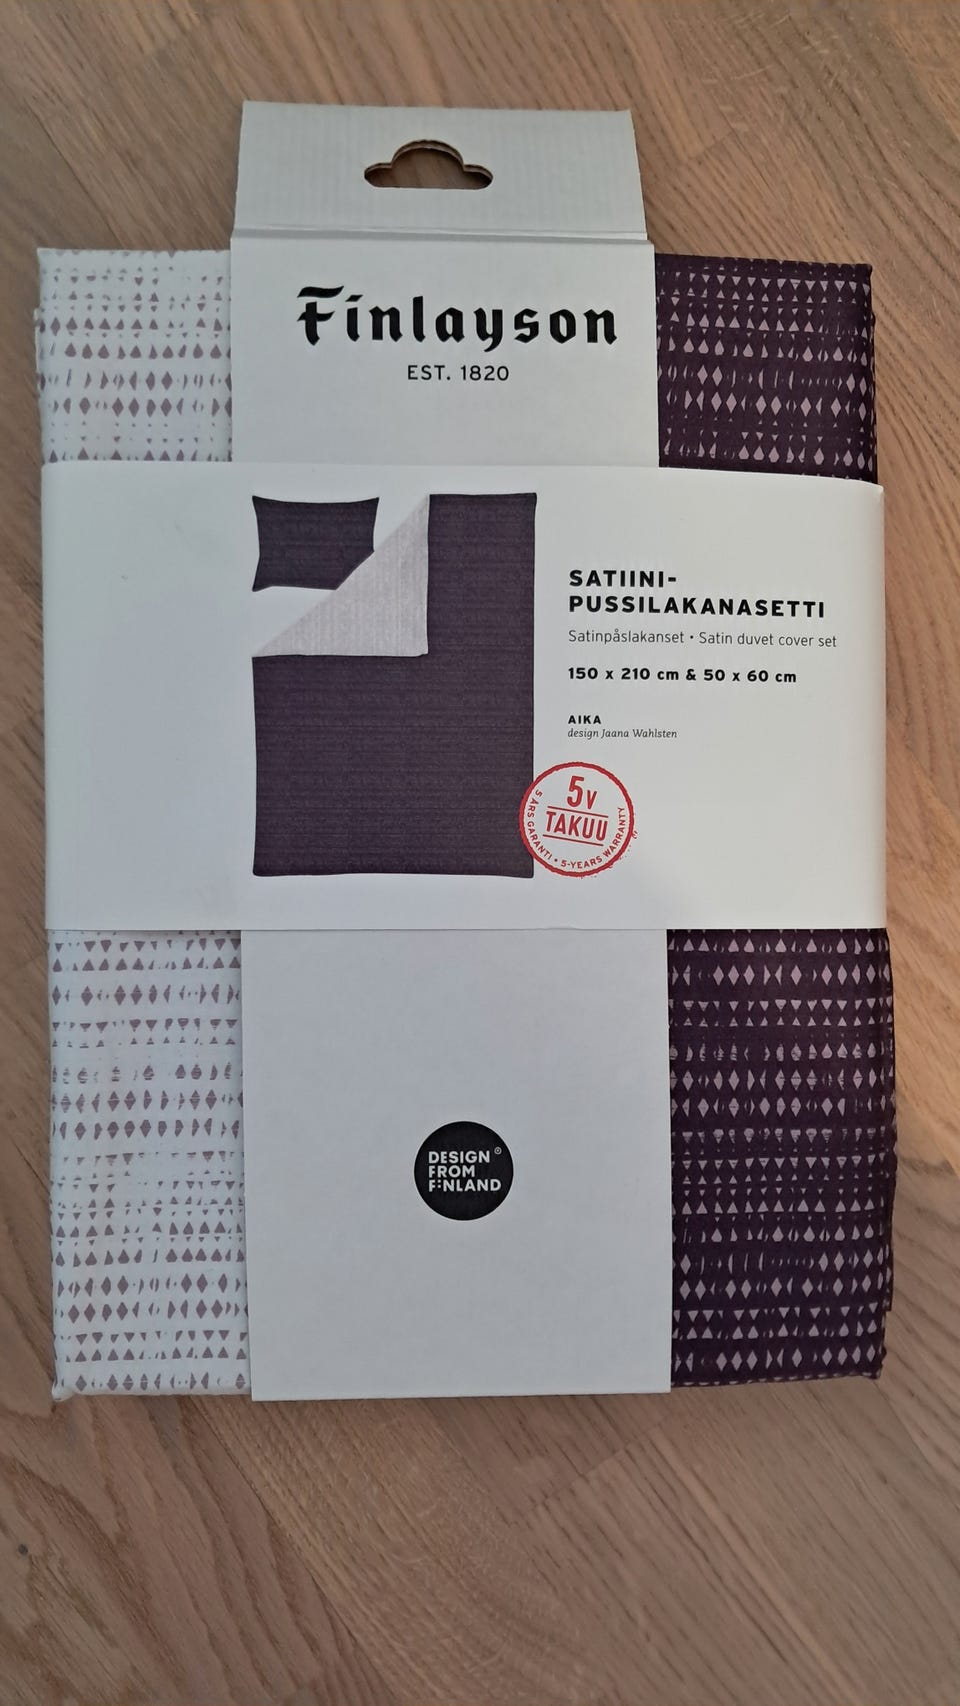 Finlayson
EST. 1820
SATIINI-
PUSSILAKANASETTI
Satinpåslakanset • Satin duvet cover set
150 x 210 cm & 50 x 60 cm
AIKA
design Jaana Wahlsten
5v
TAKUU
5 ÅRS GARANTI • 5-YEARS WARRANTY
DESIGN ®
FROM
FINLAND